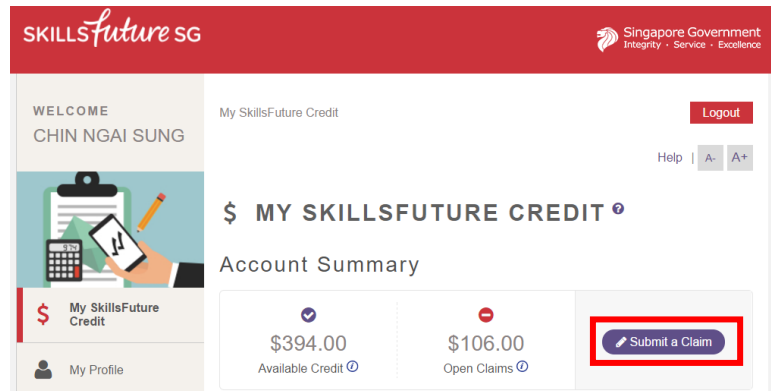 SKILLSfuture SG
Singapore Government
Integrity · Service · Excellence
WELCOME
CHIN NGAI SUNG
My SkillsFuture Credit
Logout
Help | A- A+
974
$ MY SKILLSFUTURE CREDIT ?
Account Summary
$ My SkillsFuture
Credit
My Profile
$394.00
Available Credit i
$106.00
Open Claims i
Submit a Claim